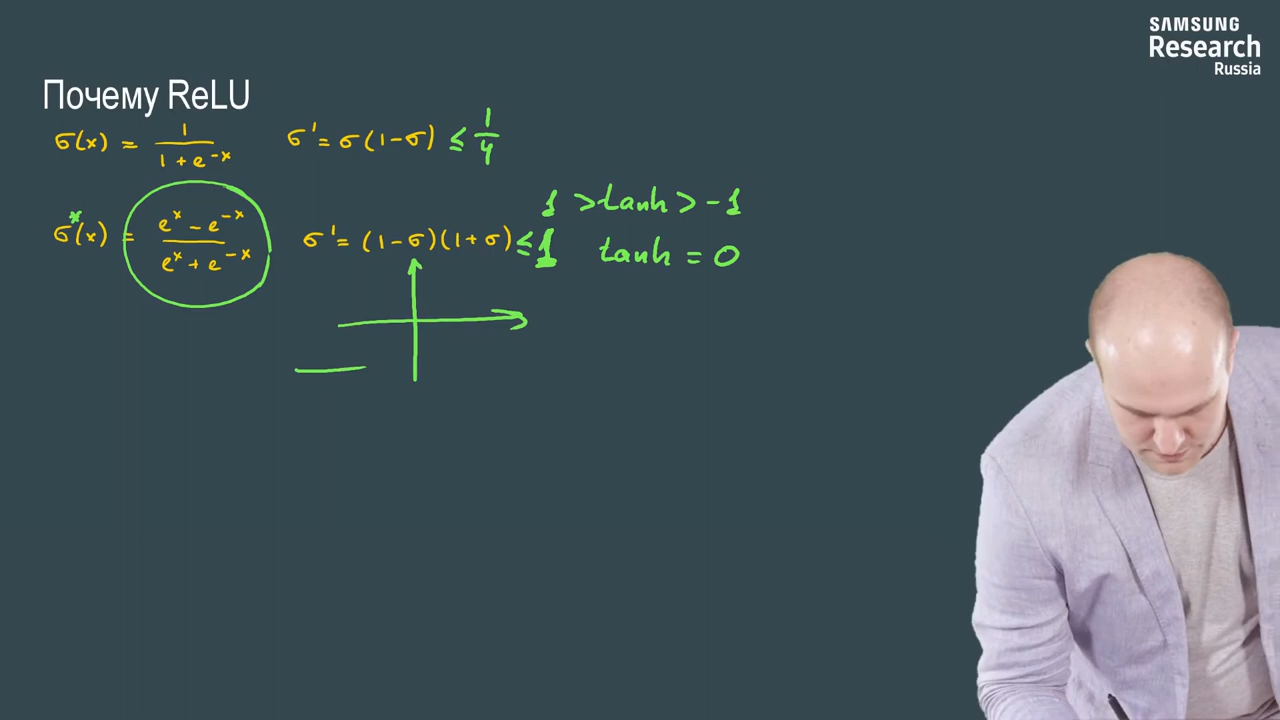 SAMSUNG
Research
Russia
Почему ReLU
σ(x) = 1 / (1 + e^{-x}) σ' = σ(1-σ) ≤ 1/4
σ*(x) = (e^x - e^{-x}) / (e^x + e^{-x}) σ' = (1-σ)(1+σ) ≤ 1
1 > tanh > -1
tanh = 0